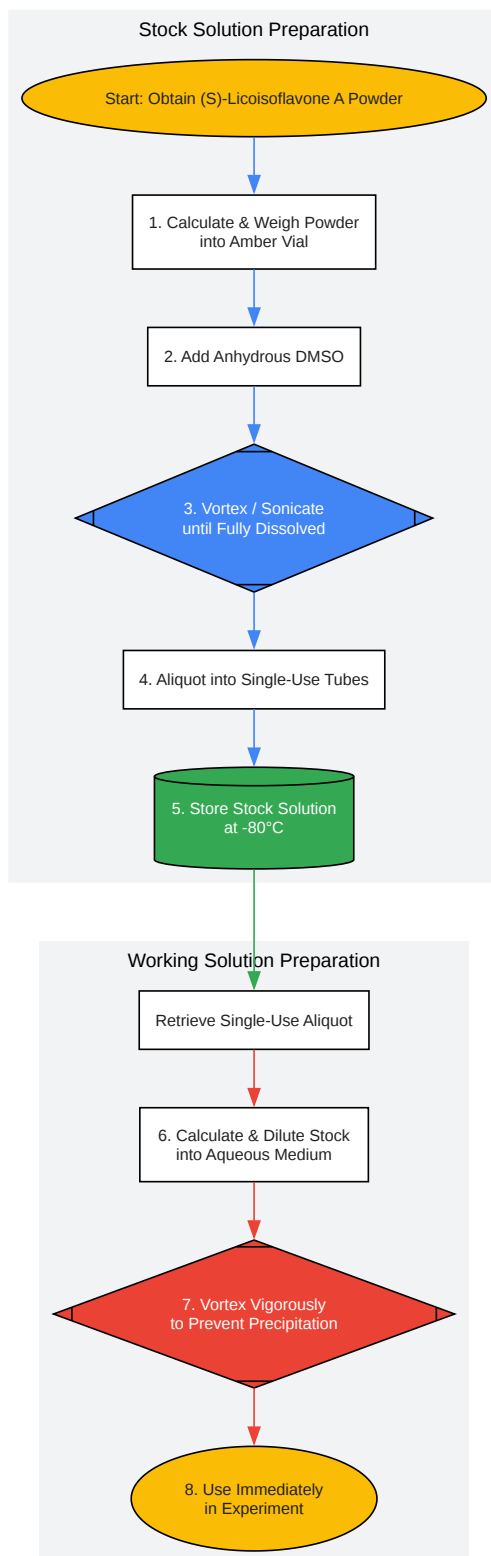 Stock Solution Preparation
Start: Obtain (S)-Licoisoflavone A Powder
1. Calculate & Weigh Powder
into Amber Vial
2. Add Anhydrous DMSO
3. Vortex / Sonicate
until Fully Dissolved
4. Aliquot into Single-Use Tubes
5. Store Stock Solution
at -80°C
Working Solution Preparation
Retrieve Single-Use Aliquot
6. Calculate & Dilute Stock
into Aqueous Medium
7. Vortex Vigorously
to Prevent Precipitation
8. Use Immediately
in Experiment